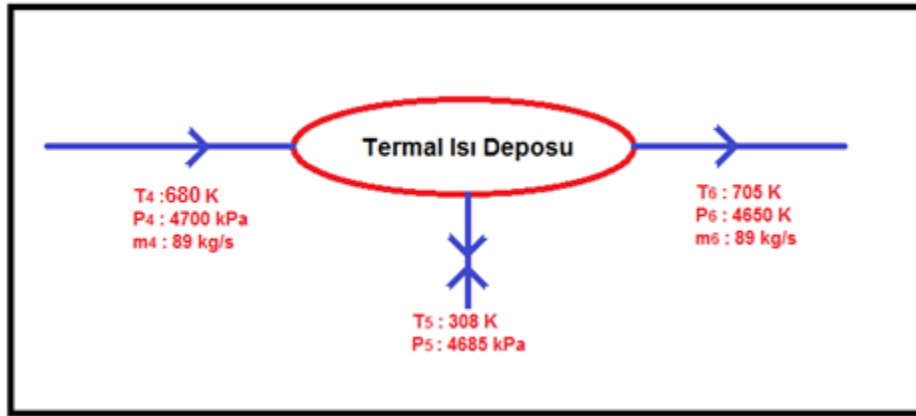 Termal Isı Deposu
T4 :680 K
P4 : 4700 kPa
m4 : 89 kg/s
T6 : 705 K
P6 : 4650 K
m6 : 89 kg/s
T5 : 308 K
P5 : 4685 kPa